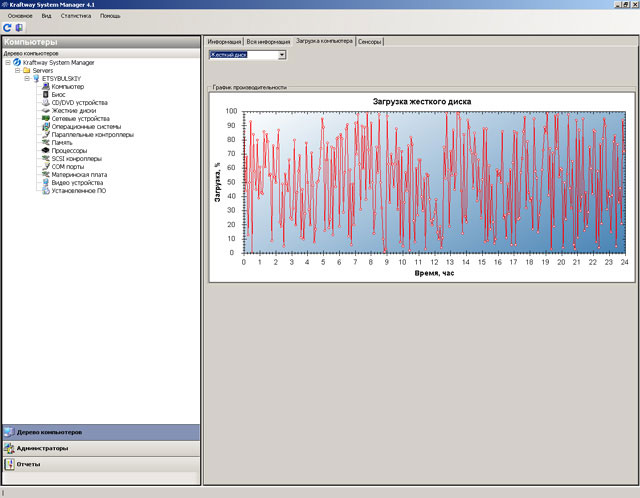 Kraftway System Manager 4.1
Основное Вид Статистика Помощь
Компьютеры
Дерево компьютеров
Kraftway System Manager
Servers
ETSYBULSKIY
Компьютер
Биос
CD/DVD устройства
Жесткие диски
Сетевые устройства
Операционные системы
Параллельные контроллеры
Память
Процессоры
SCSI конроллеры
COM порты
Материнская плата
Видео устройства
Установленное ПО
Дерево компьютеров
Администраторы
Отчеты
Информация Вся информация Загрузка компьютера Сенсоры
Жесткий диск
График производительности
Загрузка жесткого диска
Загрузка, %
100
90
80
70
60
50
40
30
20
10
0
0 1 2 3 4 5 6 7 8 9 10 11 12 13 14 15 16 17 18 19 20 21 22 23 24
Время, час